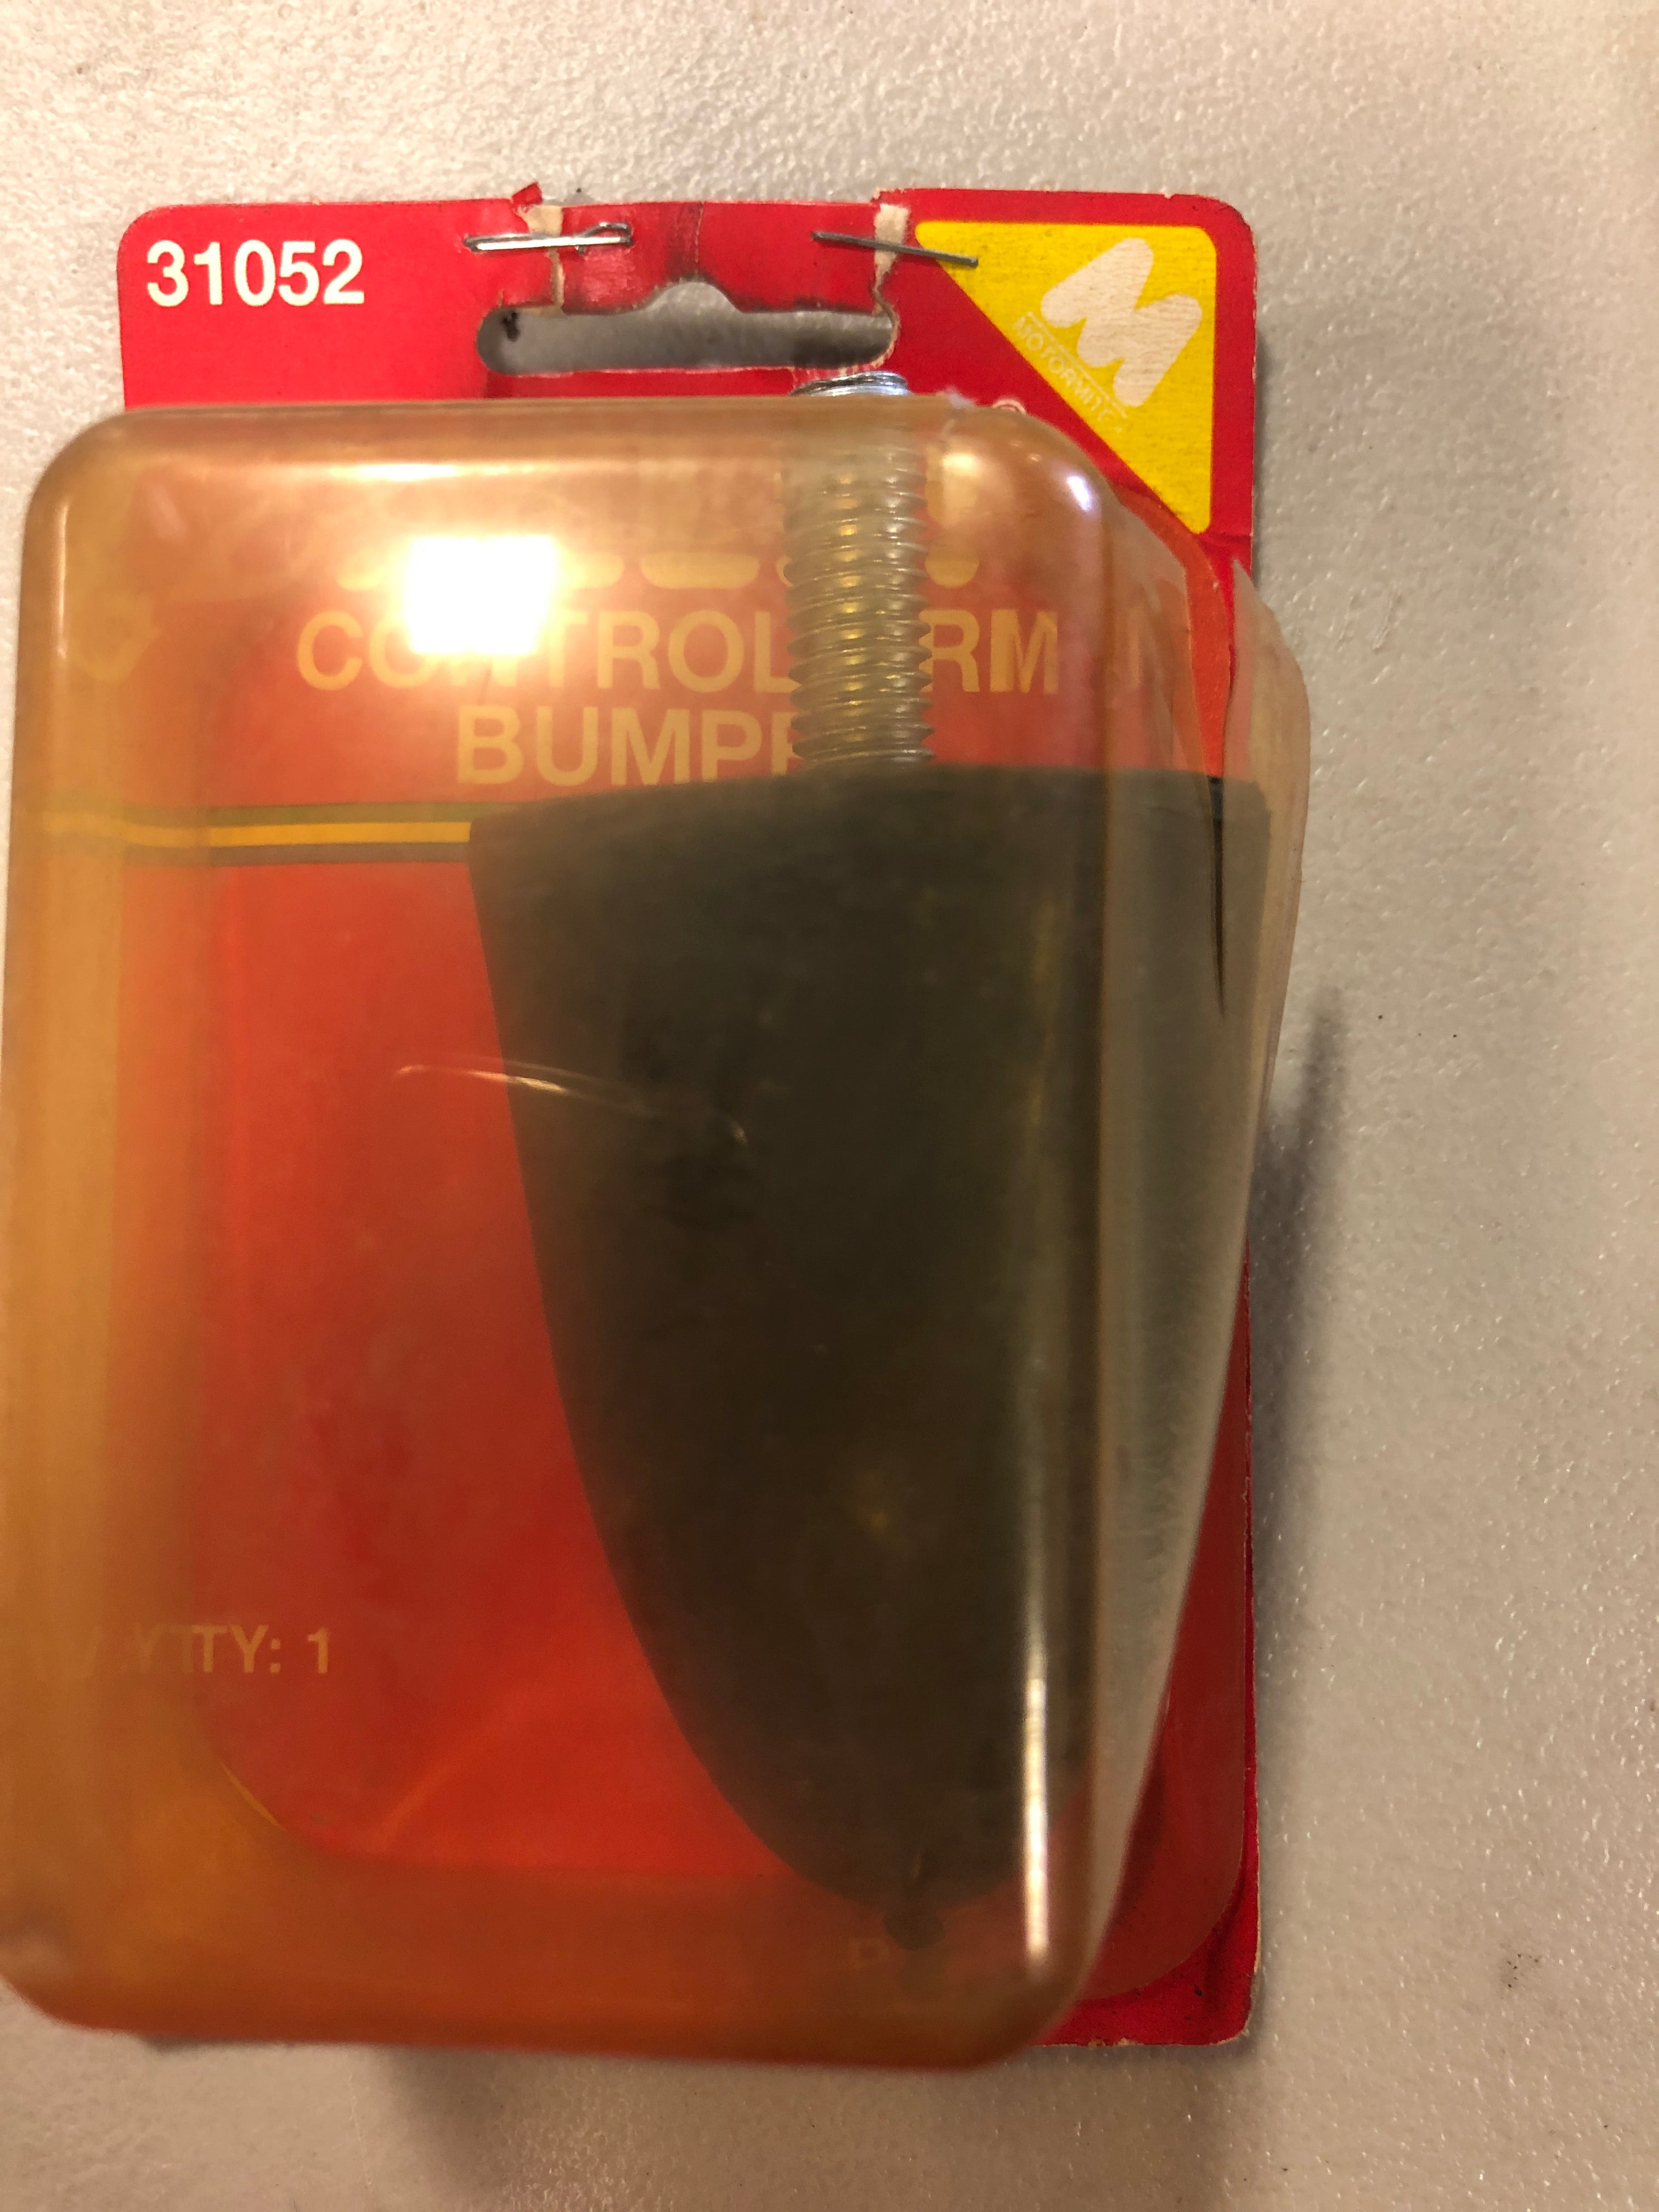 31052
M
MOTORMITE
®
CONTROL ARM
BUMPER
QTY: 1